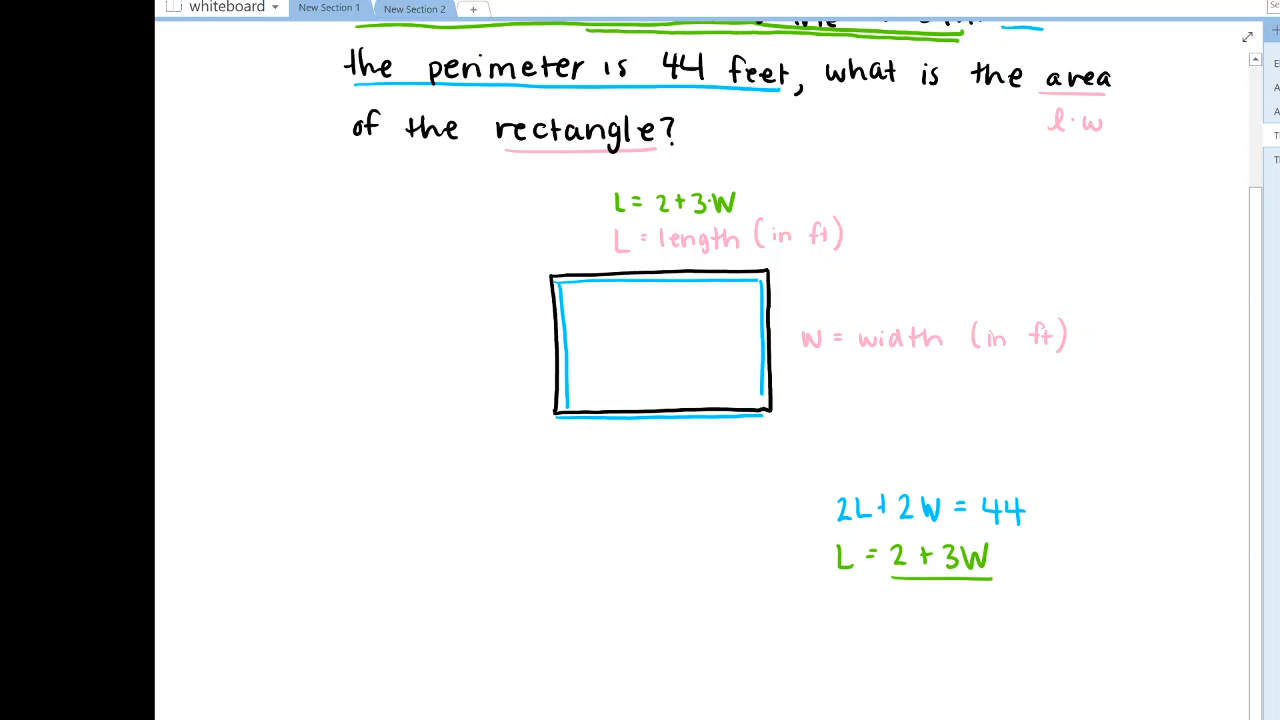 whiteboard
New Section 1
New Section 2
+
the perimeter is 44 feet, what is the area
l·w
of the rectangle?
L = 2 + 3·W
L = length (in ft)
W = width (in ft)
2L + 2W = 44
L = 2 + 3W